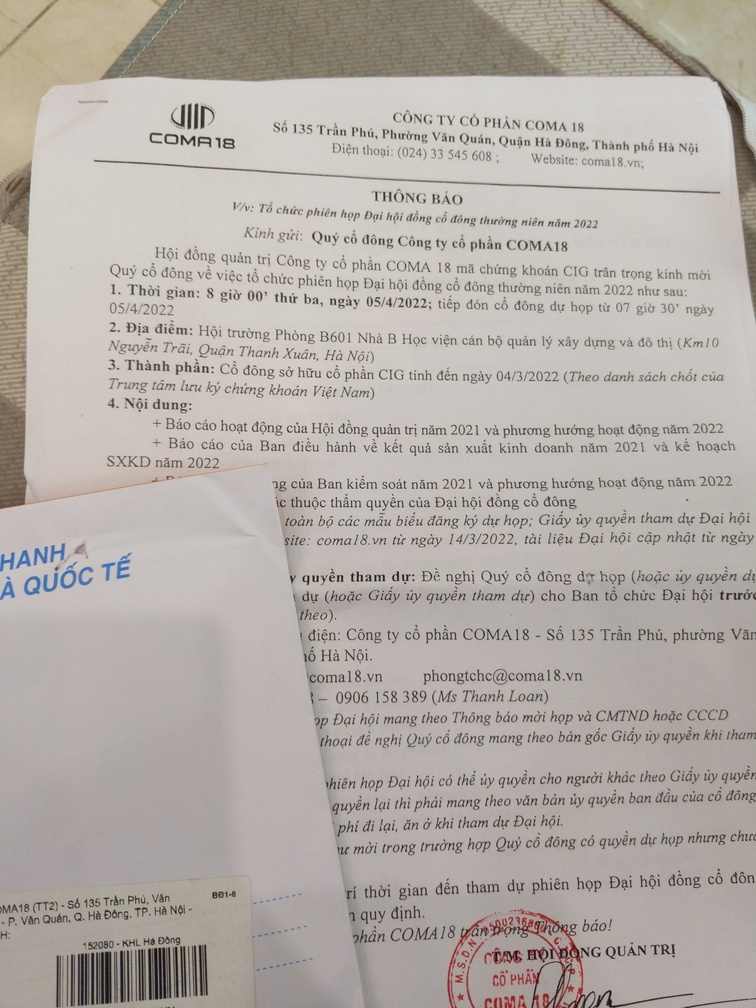 COMA18
CÔNG TY CỔ PHẦN COMA 18
Số 135 Trần Phú, Phường Văn Quán, Quận Hà Đông, Thành phố Hà Nội
Điện thoại: (024) 33 545 608 ; Website: coma18.vn;
THÔNG BÁO
V/v: Tổ chức phiên họp Đại hội đồng cổ đông thường niên năm 2022
Kính gửi: Quý cổ đông Công ty cổ phần COMA18
Hội đồng quản trị Công ty cổ phần COMA 18 mã chứng khoán CIG trân trọng kính mời
Quý cổ đông về việc tổ chức phiên họp Đại hội đồng cổ đông thường niên năm 2022 như sau:
1. Thời gian: 8 giờ 00’ thứ ba, ngày 05/4/2022; tiếp đón cổ đông dự họp từ 07 giờ 30’ ngày
05/4/2022
2. Địa điểm: Hội trường Phòng B601 Nhà B Học viện cán bộ quản lý xây dựng và đô thị (Km10
Nguyễn Trãi, Quận Thanh Xuân, Hà Nội)
3. Thành phần: Cổ đông sở hữu cổ phần CIG tính đến ngày 04/3/2022 (Theo danh sách chốt của
Trung tâm lưu ký chứng khoán Việt Nam)
4. Nội dung:
+ Báo cáo hoạt động của Hội đồng quản trị năm 2021 và phương hướng hoạt động năm 2022
+ Báo cáo của Ban điều hành về kết quả sản xuất kinh doanh năm 2021 và kế hoạch
SXKD năm 2022
của Ban kiểm soát năm 2021 và phương hướng hoạt động năm 2022
thuộc thẩm quyền của Đại hội đồng cổ đông
toàn bộ các mẫu biểu đăng ký dự họp; Giấy ủy quyền tham dự Đại hội
site: coma18.vn từ ngày 14/3/2022, tài liệu Đại hội cập nhật từ ngày
quyền tham dự: Đề nghị Quý cổ đông dự họp (hoặc ủy quyền dự
dự (hoặc Giấy ủy quyền tham dự) cho Ban tổ chức Đại hội trước
theo).
điện: Công ty cổ phần COMA18 - Số 135 Trần Phú, phường Văn
Hà Nội.
coma18.vn phongtchc@coma18.vn
– 0906 158 389 (Ms Thanh Loan)
Đại hội mang theo Thông báo mời họp và CMTND hoặc CCCD
thoại đề nghị Quý cổ đông mang theo bản gốc Giấy ủy quyền khi tham
phiên họp Đại hội có thể ủy quyền cho người khác theo Giấy ủy quyền
quyền lại thì phải mang theo văn bản ủy quyền ban đầu của cổ đông
phí đi lại, ăn ở khi tham dự Đại hội.
mời trong trường hợp Quý cổ đông có quyền dự họp nhưng chưa
trí thời gian đến tham dự phiên họp Đại hội đồng cổ đông
quy định.
phần COMA18 trân trọng Thông báo!
T/M. HỘI ĐỒNG QUẢN TRỊ
CÔNG TY
CỔ PHẦN
COMA 18
HANH
À QUỐC TẾ
OMA18 (TT2) - Số 135 Trần Phú, Văn
- P. Văn Quán, Q. Hà Đông, TP. Hà Nội -
H:
BĐ1-8
152080 - KHL Hà Đông